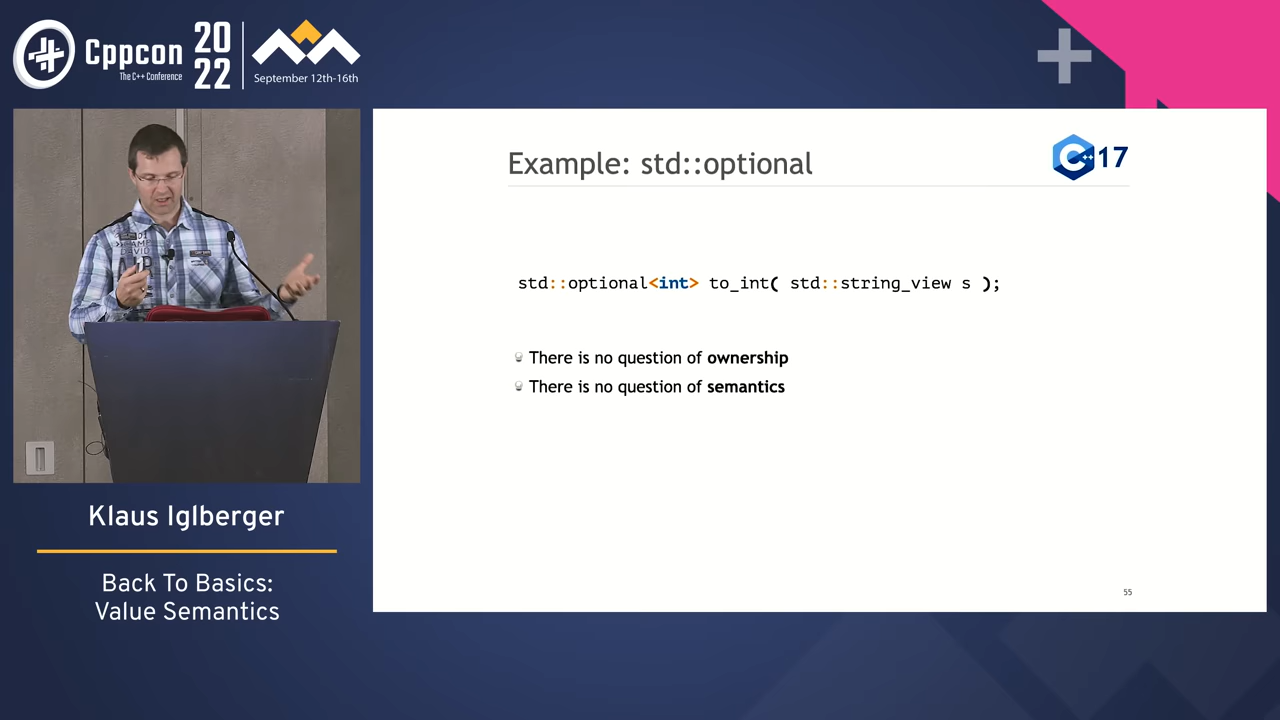 Cppcon
The C++ Conference
20
22
September 12th-16th
Example: std::optional
C++ 17
std::optional<int> to_int( std::string_view s );
There is no question of ownership
There is no question of semantics
55
Klaus Iglberger
Back To Basics:
Value Semantics